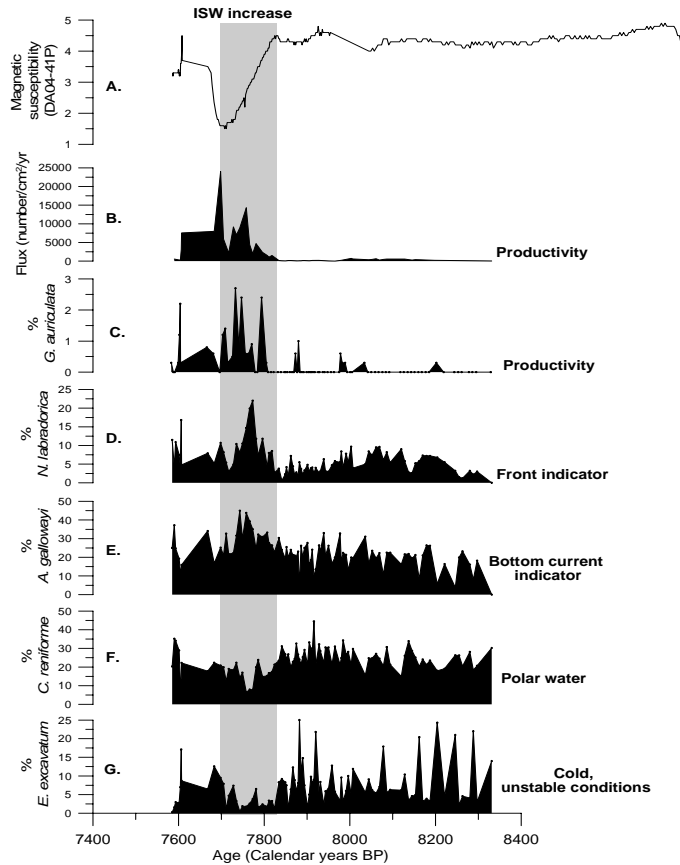 ISW increase
Magnetic
susceptibility
(DA04-41P)
5
4
3
2
1
A.
Flux (number/cm²/yr)
25000
20000
15000
10000
5000
0
B.
Productivity
%
G. auriculata
3
2
1
0
C.
Productivity
%
N. labradorica
25
20
15
10
5
0
D.
Front indicator
%
A. gallowayi
50
40
30
20
10
0
E.
Bottom current
indicator
%
C. reniforme
50
40
30
20
10
0
F.
Polar water
%
E. excavatum
25
20
15
10
5
0
G.
Cold,
unstable conditions
7400 7600 7800 8000 8200 8400
Age (Calendar years BP)